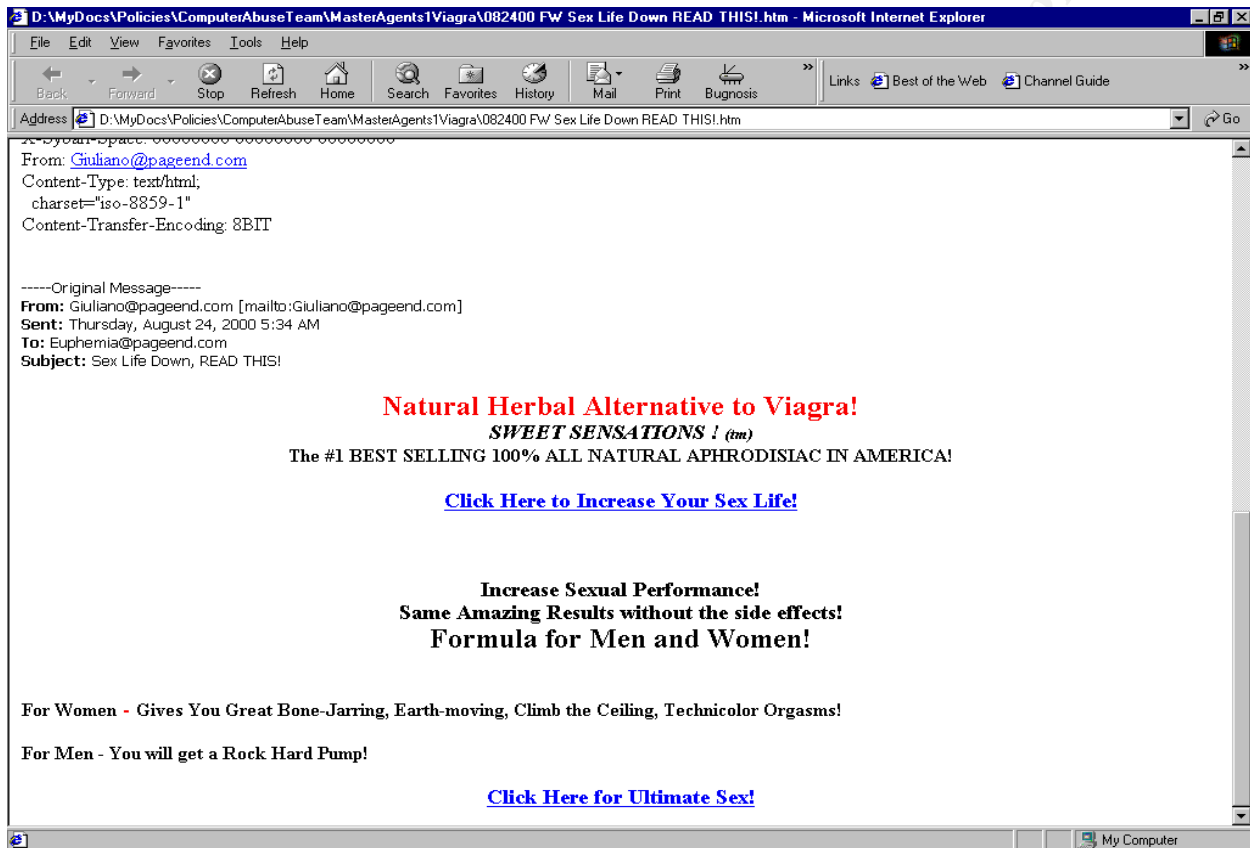 D:\MyDocs\Policies\ComputerAbuseTeam\MasterAgents1Viagra\082400 FW Sex Life Down READ THIS!.htm - Microsoft Internet Explorer
File Edit View Favorites Tools Help
Back Forward Stop Refresh Home Search Favorites History Mail Print Bugnosis » Links Best of the Web Channel Guide »
Address D:\MyDocs\Policies\ComputerAbuseTeam\MasterAgents1Viagra\082400 FW Sex Life Down READ THIS!.htm Go
X-Sybari-Space: 00000000 00000000 00000000
From: Giuliano@pageend.com
Content-Type: text/html;
charset="iso-8859-1"
Content-Transfer-Encoding: 8BIT
-----Original Message-----
From: Giuliano@pageend.com [mailto:Giuliano@pageend.com]
Sent: Thursday, August 24, 2000 5:34 AM
To: Euphemia@pageend.com
Subject: Sex Life Down, READ THIS!
Natural Herbal Alternative to Viagra!
SWEET SENSATIONS ! (tm)
The #1 BEST SELLING 100% ALL NATURAL APHRODISIAC IN AMERICA!
Click Here to Increase Your Sex Life!
Increase Sexual Performance!
Same Amazing Results without the side effects!
Formula for Men and Women!
For Women - Gives You Great Bone-Jarring, Earth-moving, Climb the Ceiling, Technicolor Orgasms!
For Men - You will get a Rock Hard Pump!
Click Here for Ultimate Sex!
My Computer